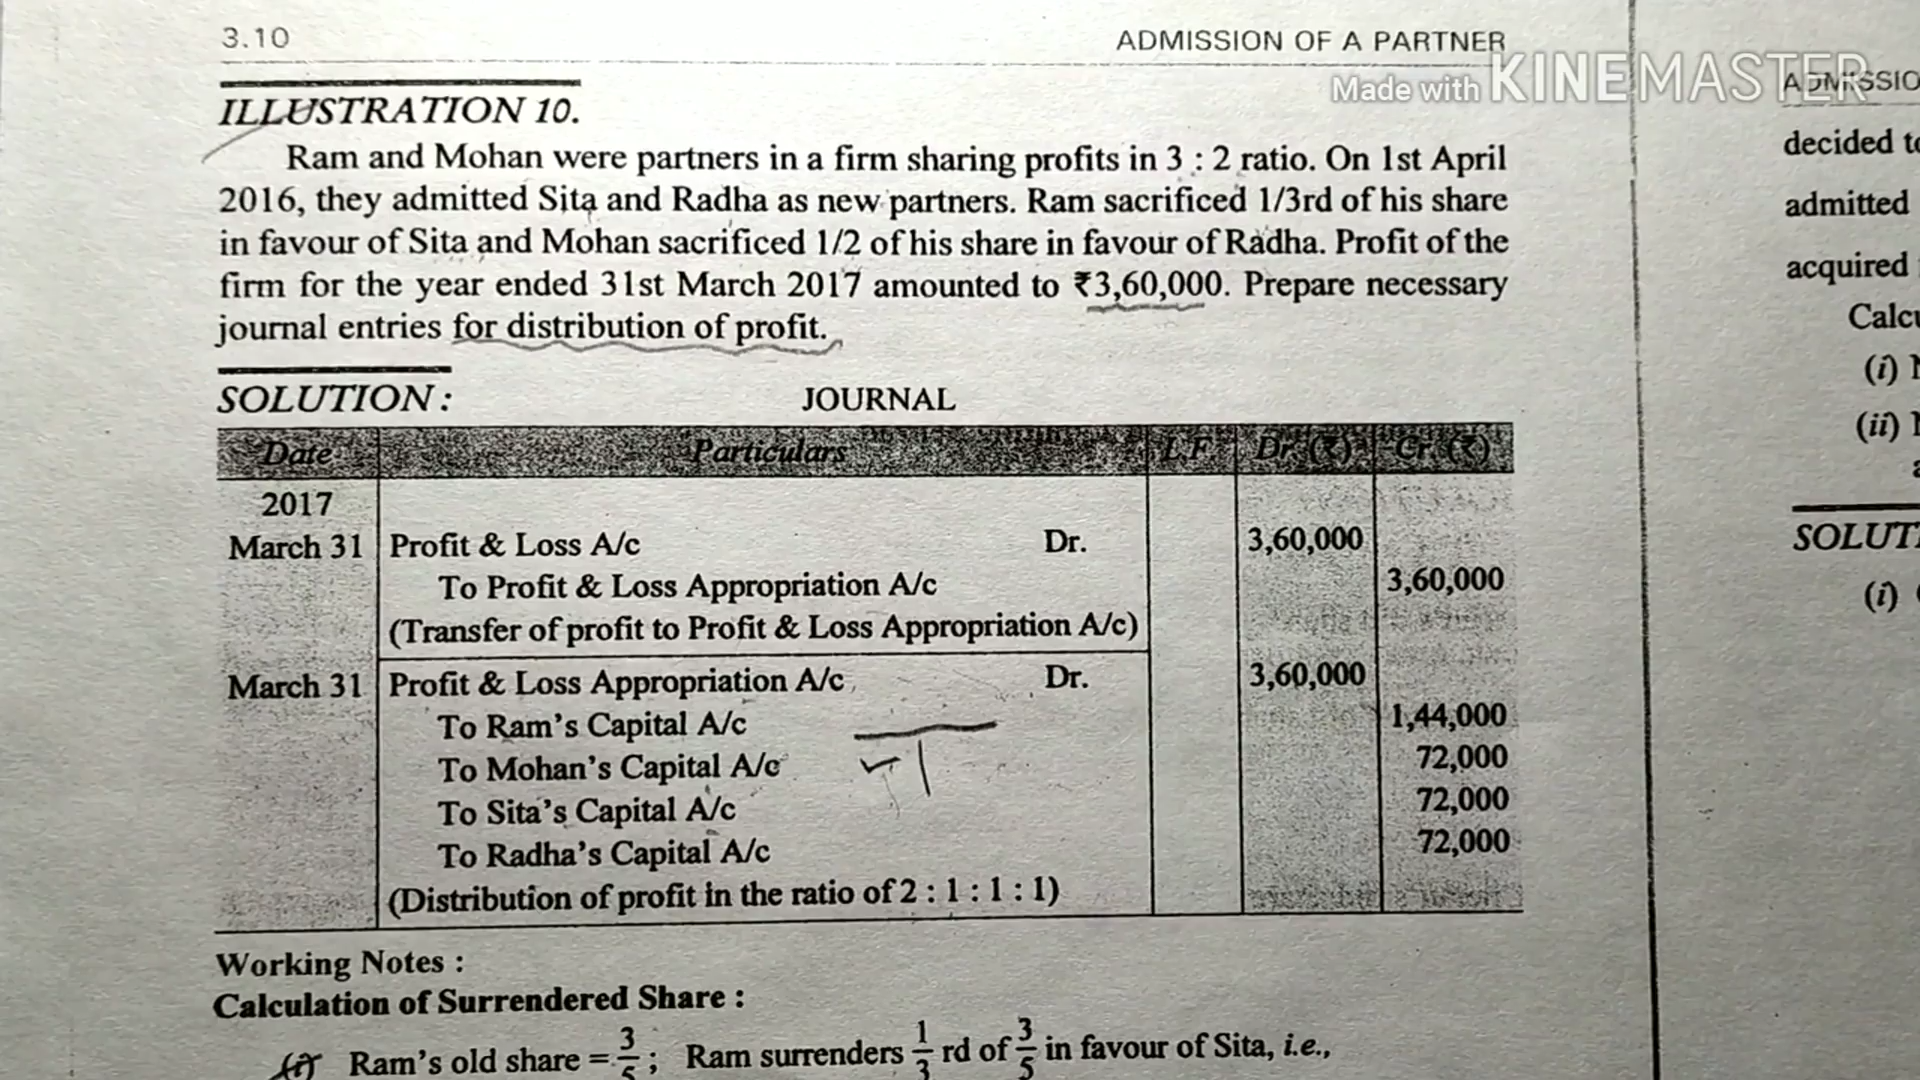 3.10 ADMISSION OF A PARTNER
Made with KINEMASTER
ILLUSTRATION 10.
Ram and Mohan were partners in a firm sharing profits in 3 : 2 ratio. On 1st April
2016, they admitted Sita and Radha as new partners. Ram sacrificed 1/3rd of his share
in favour of Sita and Mohan sacrificed 1/2 of his share in favour of Radha. Profit of the
firm for the year ended 31st March 2017 amounted to ₹3,60,000. Prepare necessary
journal entries for distribution of profit.
SOLUTION : JOURNAL
Date Particulars L.F. Dr. (₹) Cr. (₹)
2017
March 31 Profit & Loss A/c Dr. 3,60,000
To Profit & Loss Appropriation A/c 3,60,000
(Transfer of profit to Profit & Loss Appropriation A/c)
March 31 Profit & Loss Appropriation A/c Dr. 3,60,000
To Ram's Capital A/c 1,44,000
To Mohan's Capital A/c 72,000
To Sita's Capital A/c 72,000
To Radha's Capital A/c 72,000
(Distribution of profit in the ratio of 2 : 1 : 1 : 1)
Working Notes :
Calculation of Surrendered Share :
(i) Ram's old share = 3/5 ; Ram surrenders 1/3 rd of 3/5 in favour of Sita, i.e.,
decided
admitted
acquired
(i)
(ii)
(i)